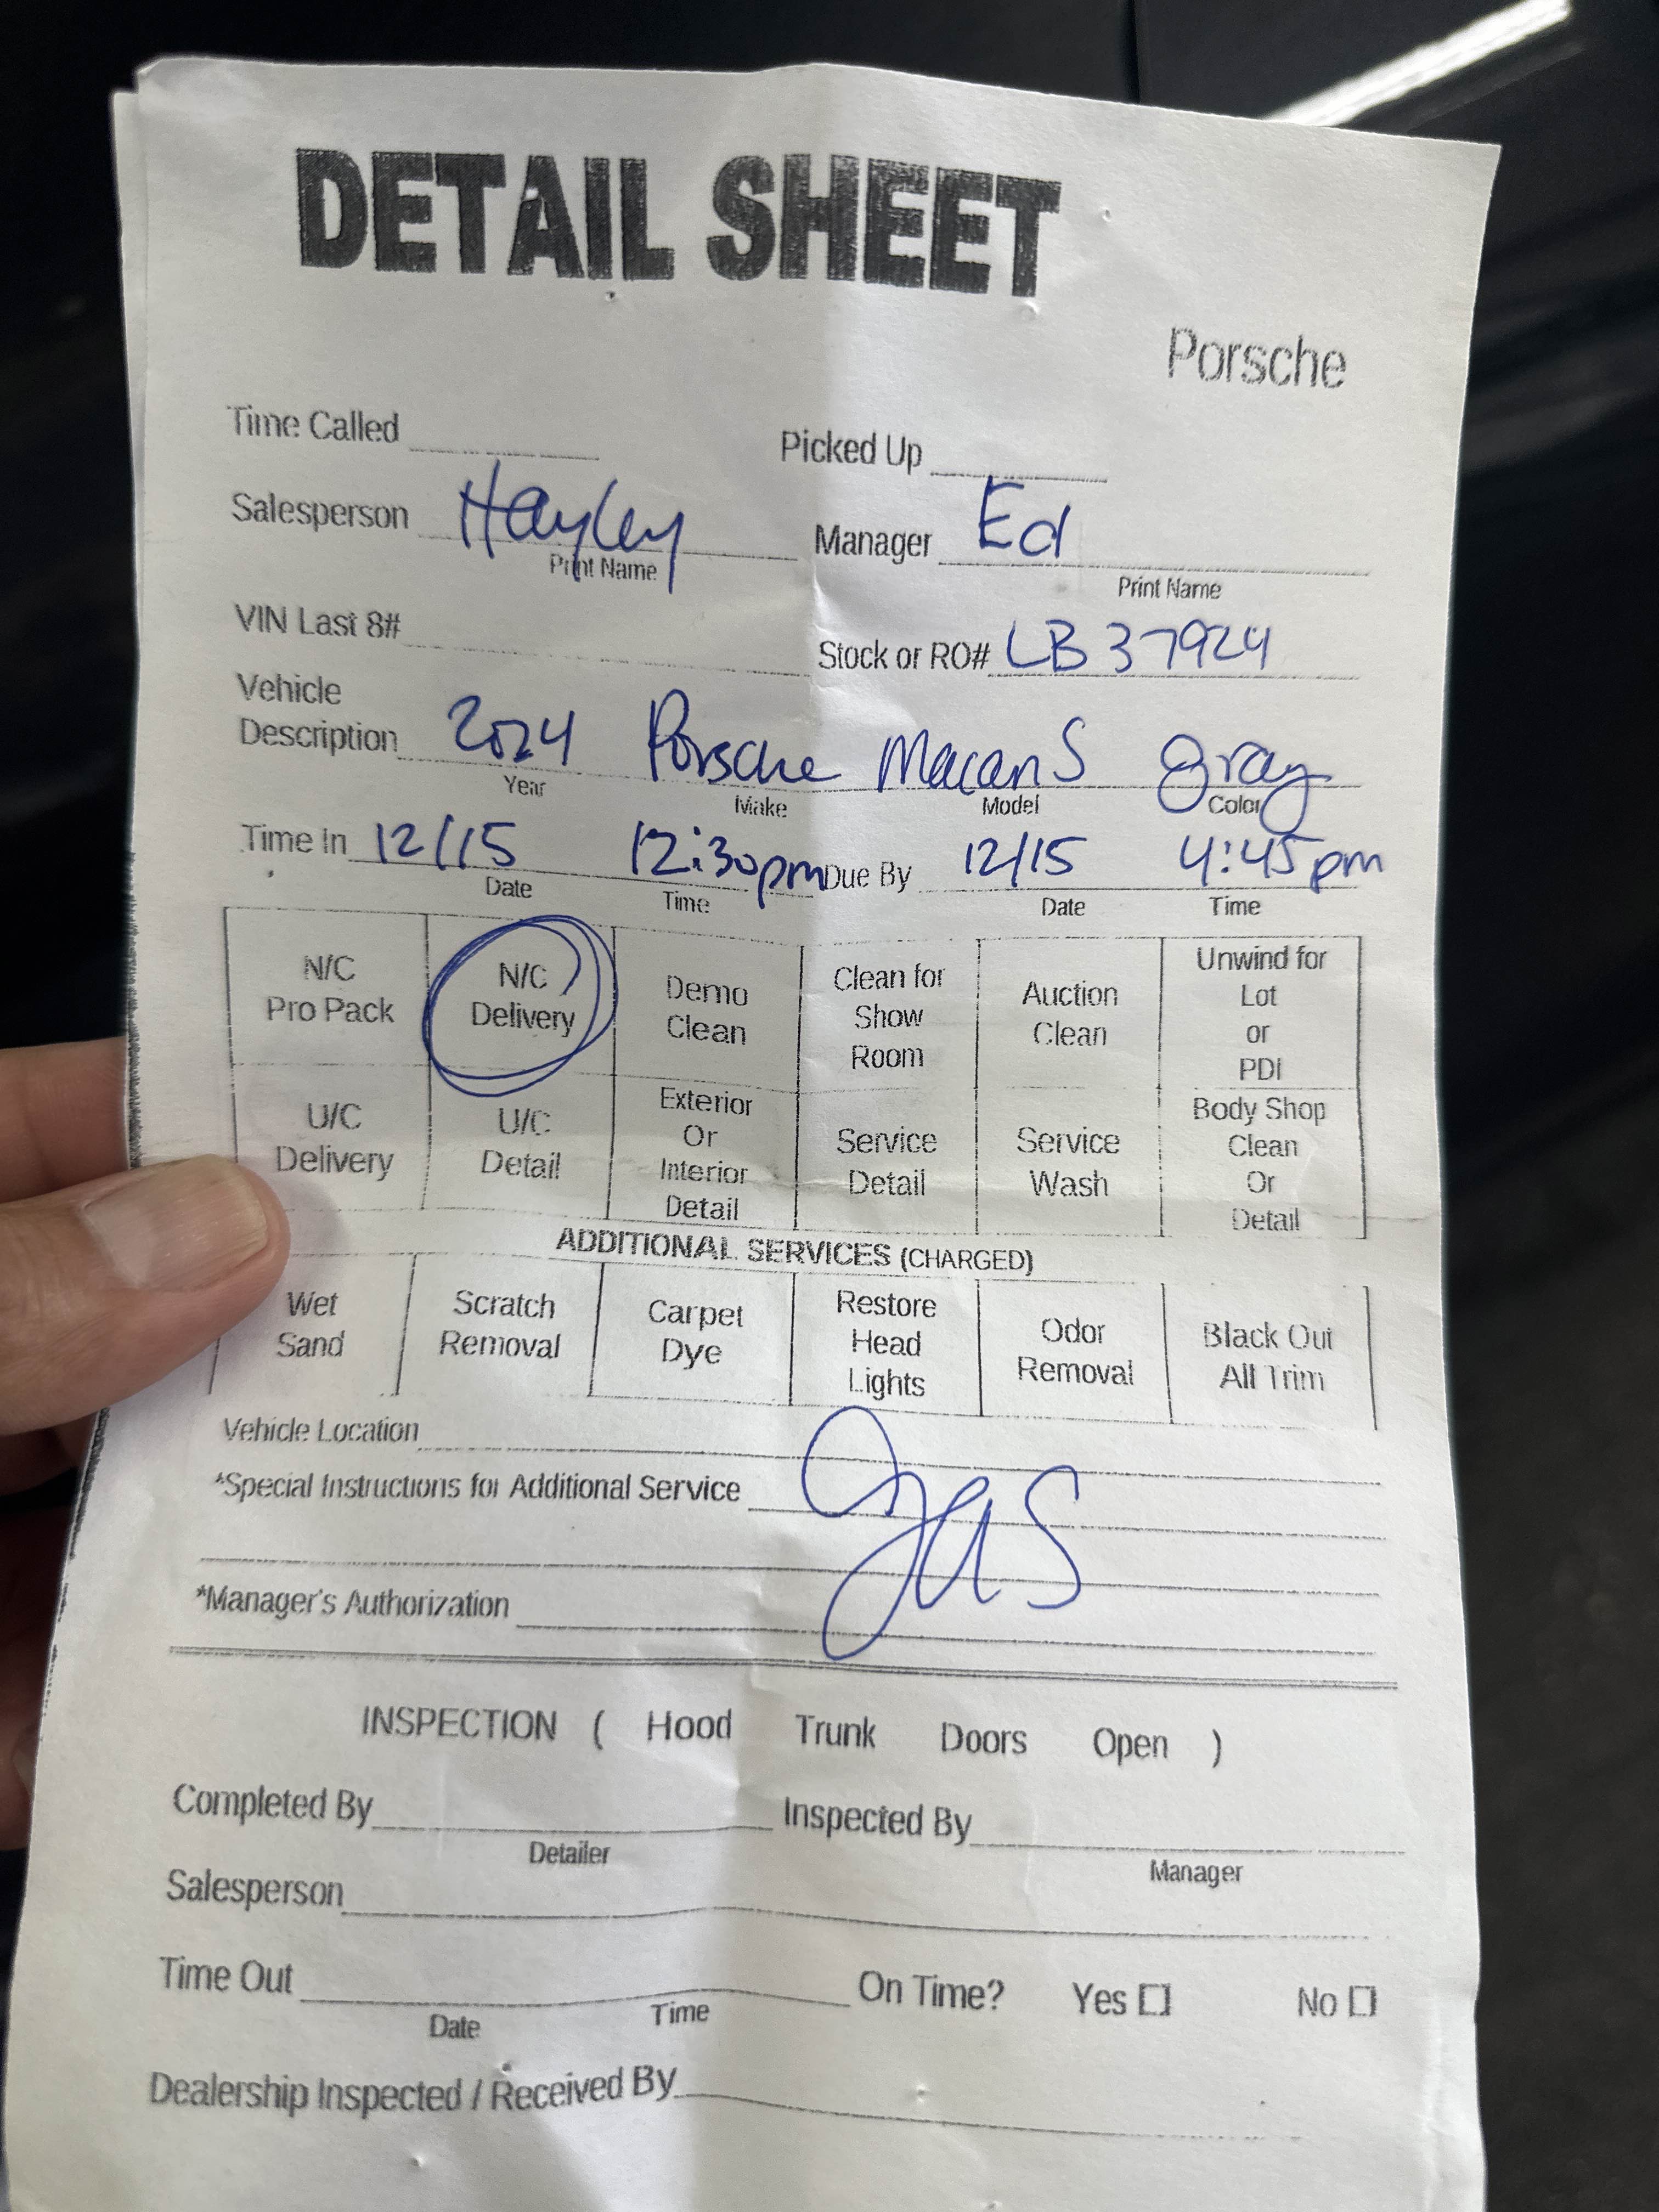 DETAIL SHEET
Porsche
Time Called Picked Up
Salesperson Hayley Manager Ed
Print Name Print Name
VIN Last 8# Stock or RO# LB37924
Vehicle
Description 2024 Porsche Macan S gray
Year Make Model Color
Time In 12/15 12:30pm Due By 12/15 4:45pm
Date Time Date Time
N/C Pro Pack N/C Delivery Demo Clean Clean for Show Room Auction Clean Unwind for Lot or PDI
U/C Delivery U/C Detail Exterior Or Interior Detail Service Detail Service Wash Body Shop Clean Or Detail
ADDITIONAL SERVICES (CHARGED)
Wet Sand Scratch Removal Carpet Dye Restore Head Lights Odor Removal Black Out All Trim
Vehicle Location
*Special Instructions for Additional Service gas
*Manager's Authorization
INSPECTION ( Hood Trunk Doors Open )
Completed By Inspected By
Detailer Manager
Salesperson
Time Out On Time? Yes No
Date Time
Dealership Inspected / Received By